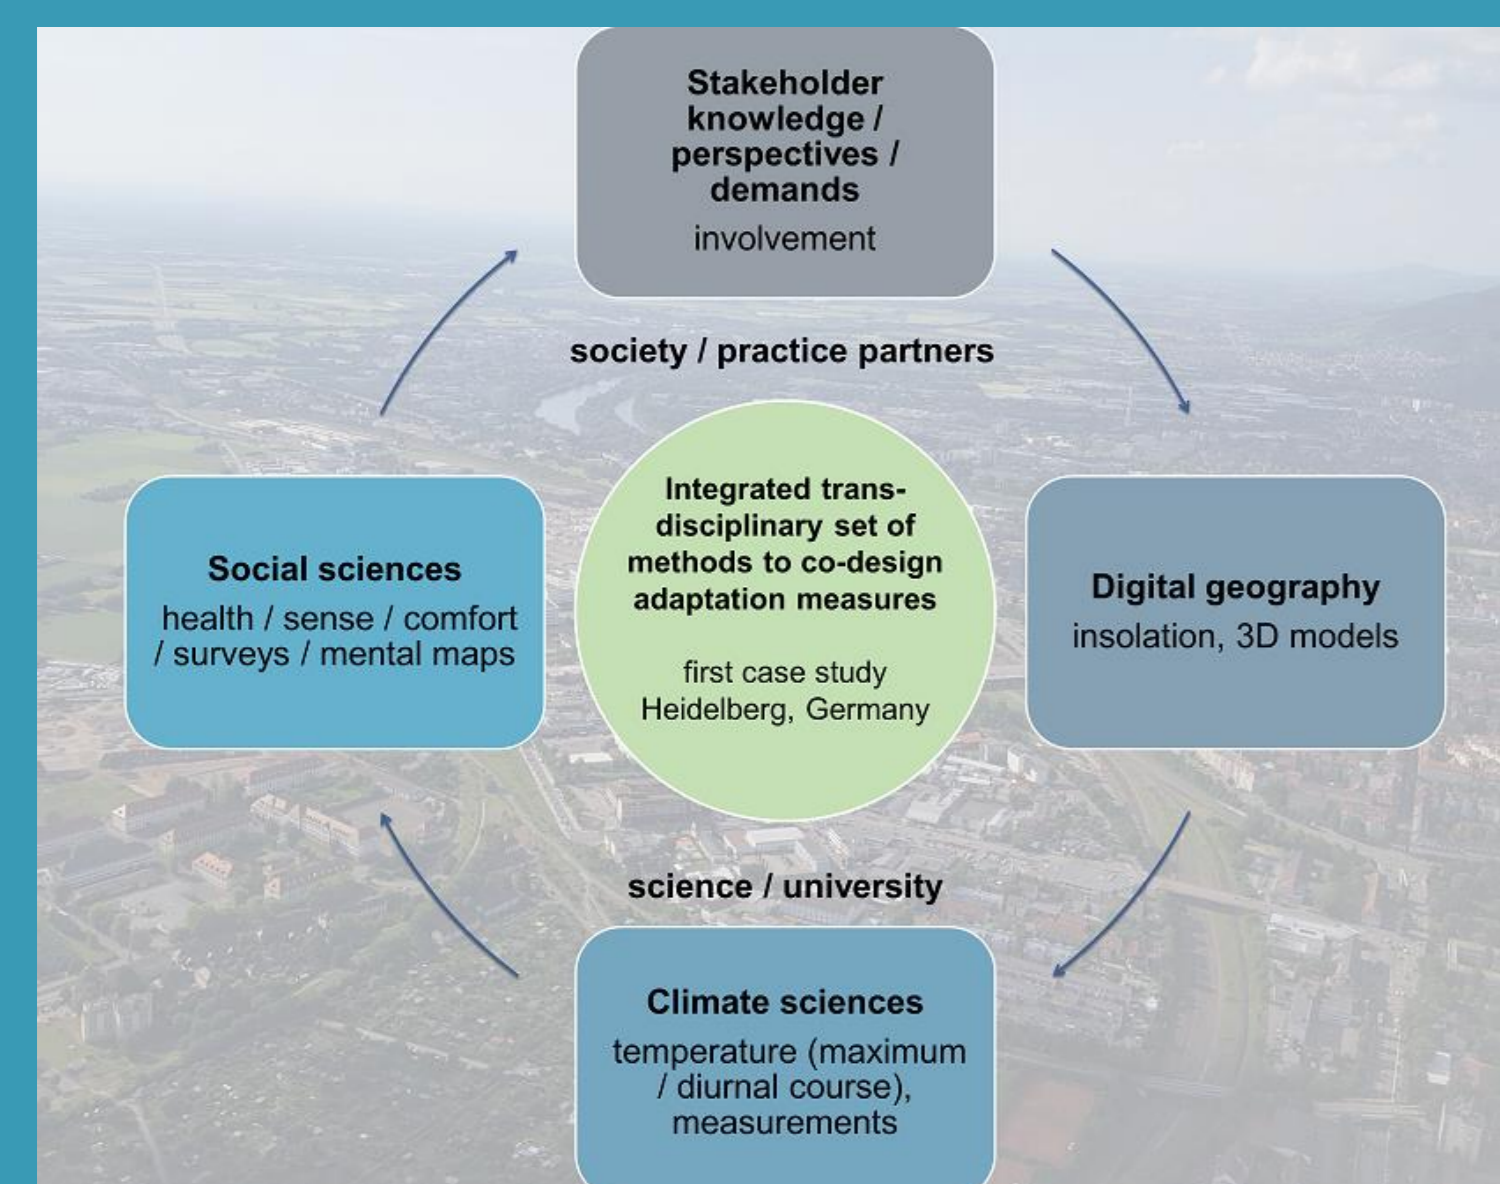 Stakeholder
knowledge /
perspectives /
demands
involvement
society / practice partners
Social sciences
health / sense / comfort
/ surveys / mental maps
Integrated trans-
disciplinary set of
methods to co-design
adaptation measures
first case study
Heidelberg, Germany
Digital geography
insolation, 3D models
science / university
Climate sciences
temperature (maximum
/ diurnal course),
measurements